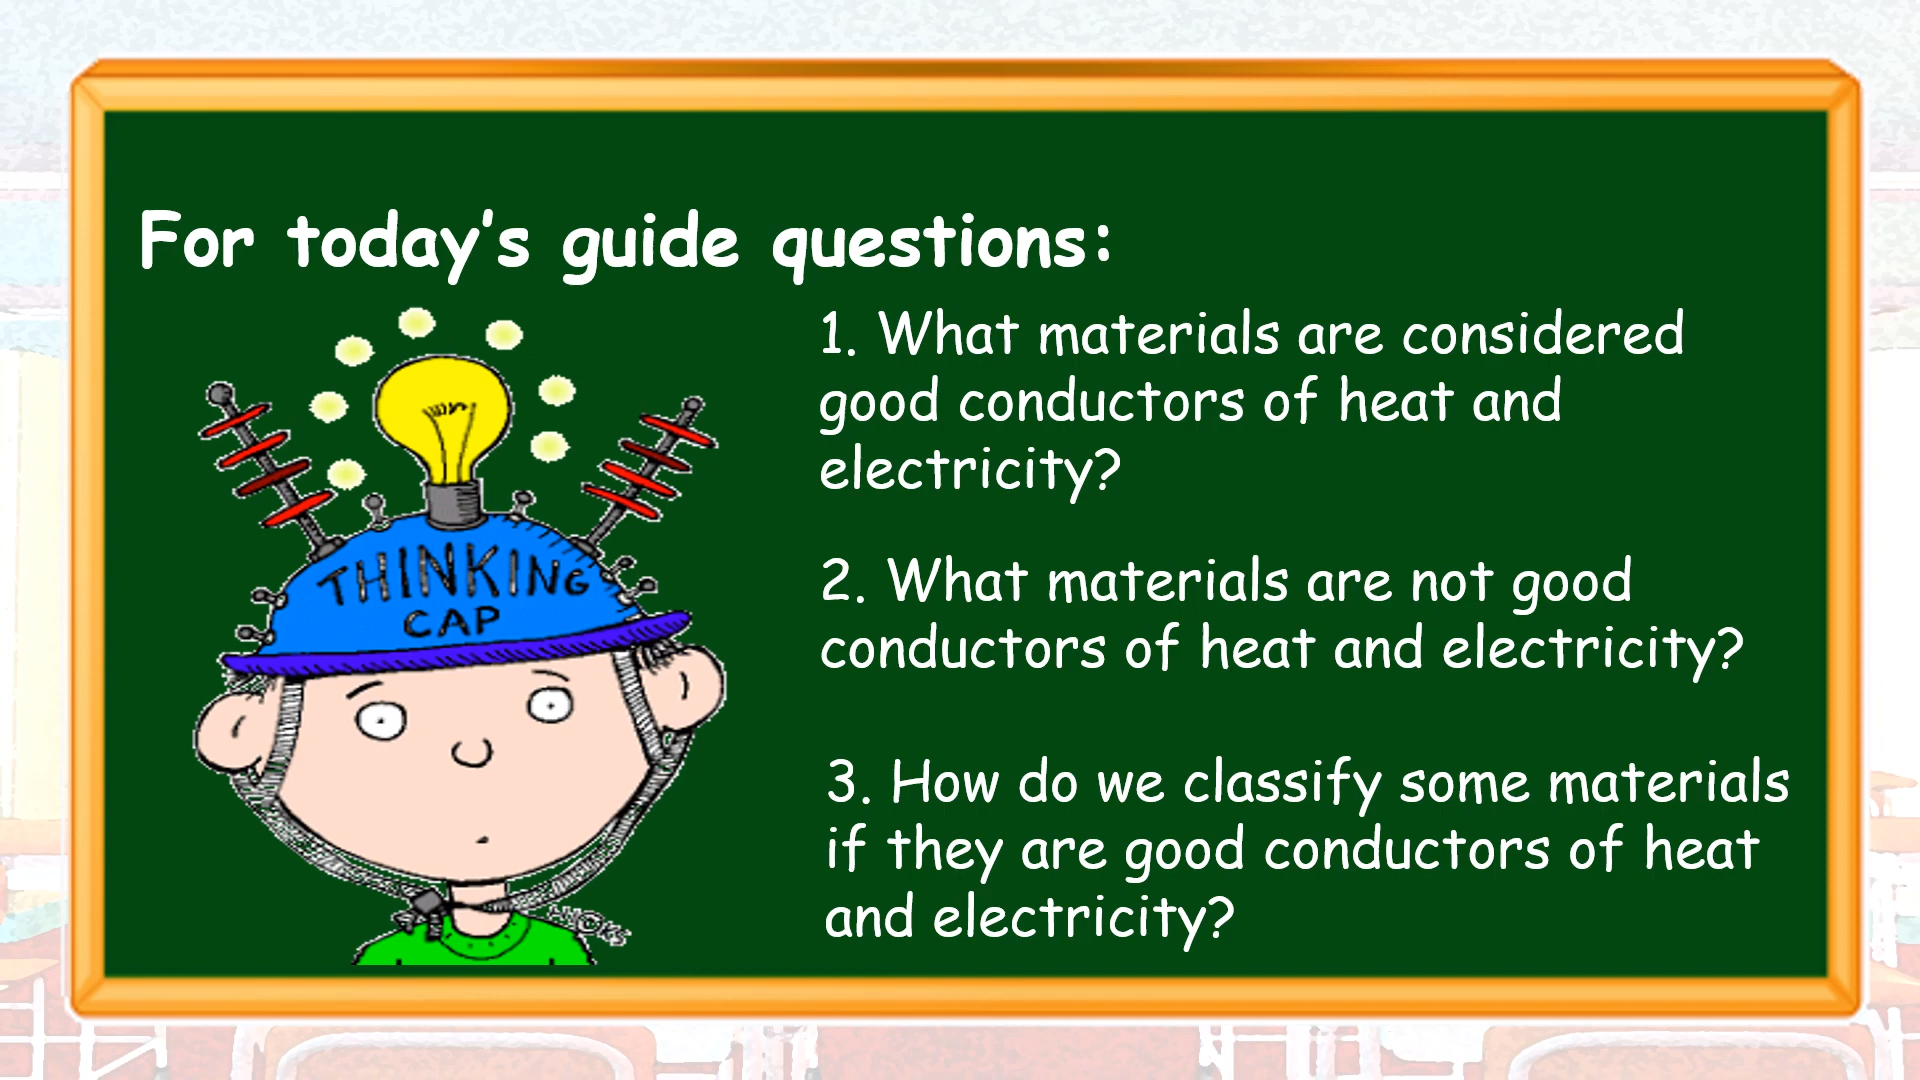 For today's guide questions:
1. What materials are considered
good conductors of heat and
electricity?
THINKING
CAP
2. What materials are not good
conductors of heat and electricity?
3. How do we classify some materials
if they are good conductors of heat
and electricity?